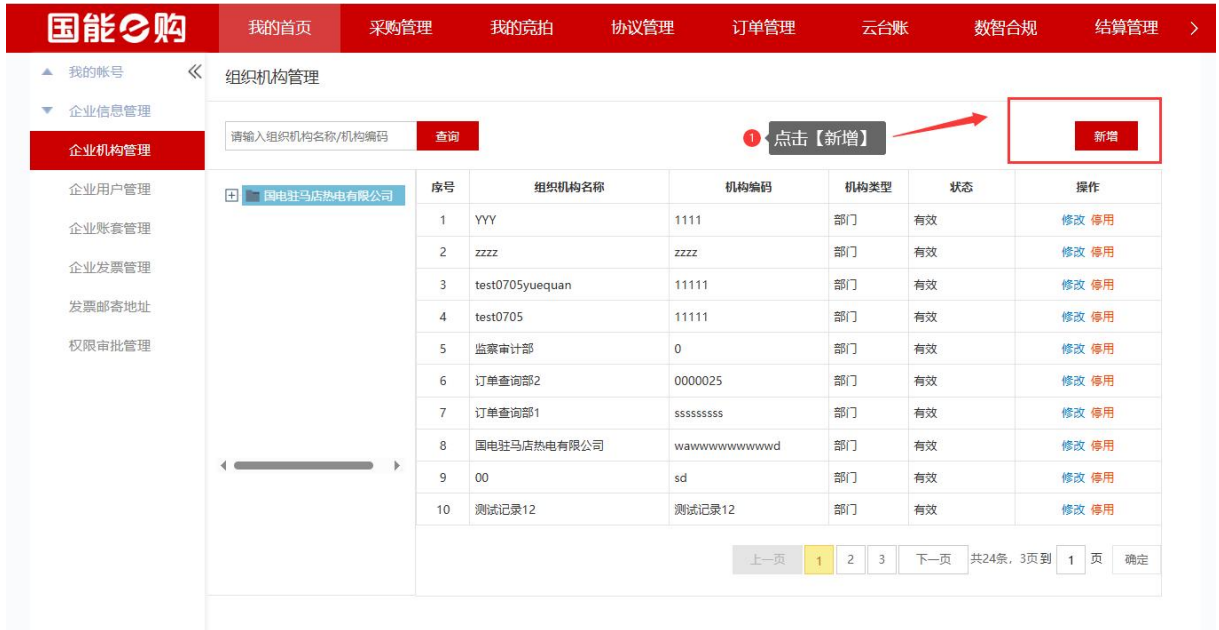 国能e购 我的首页 采购管理 我的竞拍 协议管理 订单管理 云台账 数智合规 结算管理
我的帐号
组织机构管理
企业信息管理
请输入组织机构名称/机构编码 查询
1 点击【新增】
新增
企业机构管理
企业用户管理
企业账套管理
企业发票管理
发票邮寄地址
权限审批管理
国电驻马店热电有限公司
序号 组织机构名称 机构编码 机构类型 状态 操作
1 YYY 1111 部门 有效 修改 停用
2 zzzz zzzz 部门 有效 修改 停用
3 test0705yuequan 11111 部门 有效 修改 停用
4 test0705 11111 部门 有效 修改 停用
5 监察审计部 0 部门 有效 修改 停用
6 订单查询部2 0000025 部门 有效 修改 停用
7 订单查询部1 sssssssss 部门 有效 修改 停用
8 国电驻马店热电有限公司 wawwwwwwwwwd 部门 有效 修改 停用
9 00 sd 部门 有效 修改 停用
10 测试记录12 测试记录12 部门 有效 修改 停用
上一页 1 2 3 下一页 共24条，3页到 1 页 确定